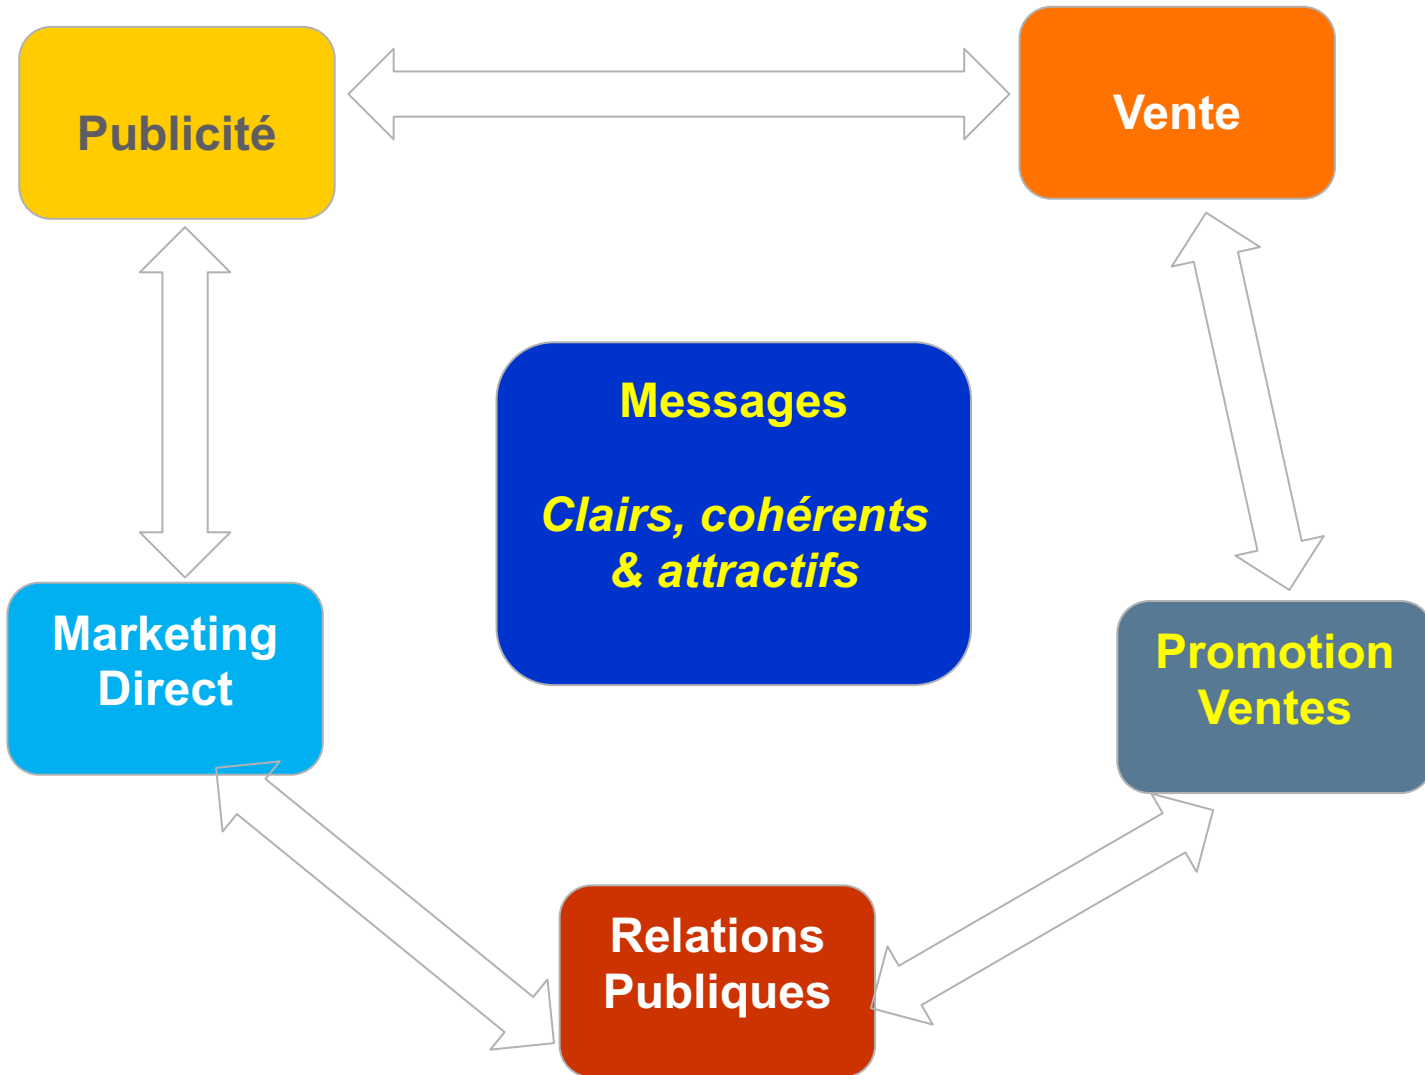 Publicité
Vente
Messages
Clairs, cohérents
& attractifs
Marketing
Direct
Promotion
Ventes
Relations
Publiques